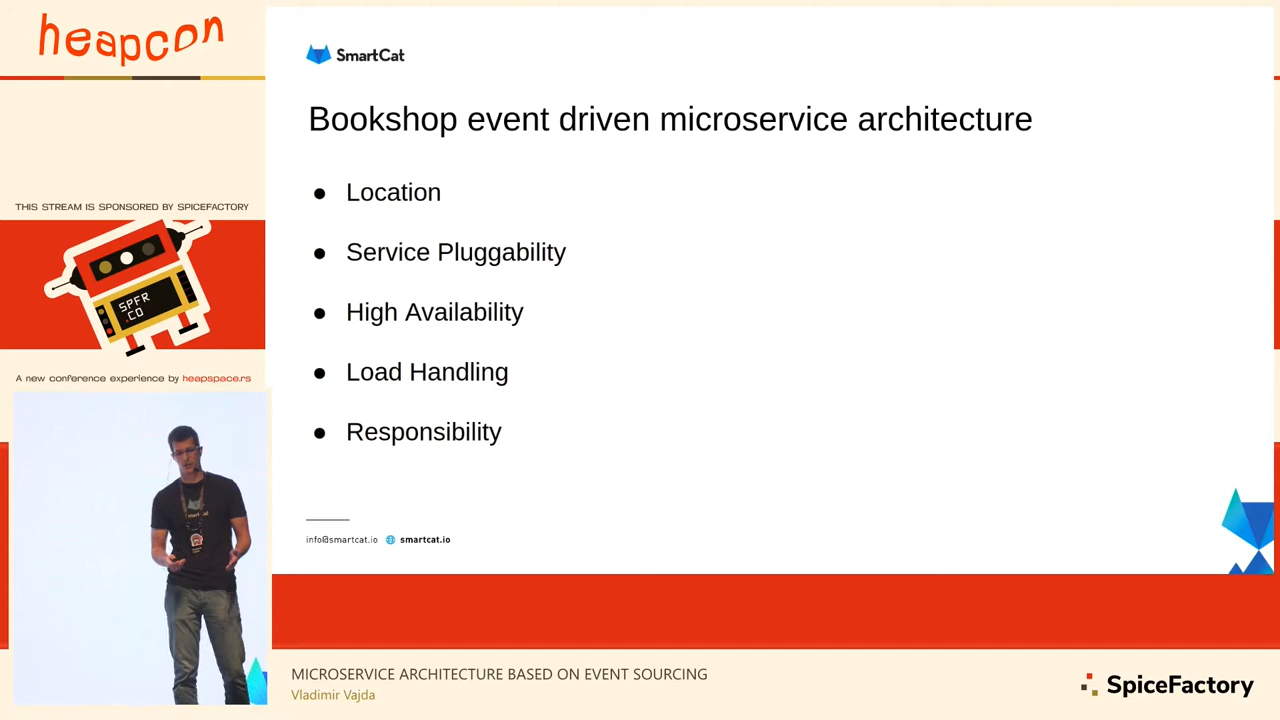 heapcon
THIS STREAM IS SPONSORED BY SPICEFACTORY
SPFR
.CO
A new conference experience by heapspace.rs
SmartCat
SmartCat
Bookshop event driven microservice architecture
● Location
● Service Pluggability
● High Availability
● Load Handling
● Responsibility
info@smartcat.io smartcat.io
MICROSERVICE ARCHITECTURE BASED ON EVENT SOURCING
Vladimir Vajda
SpiceFactory